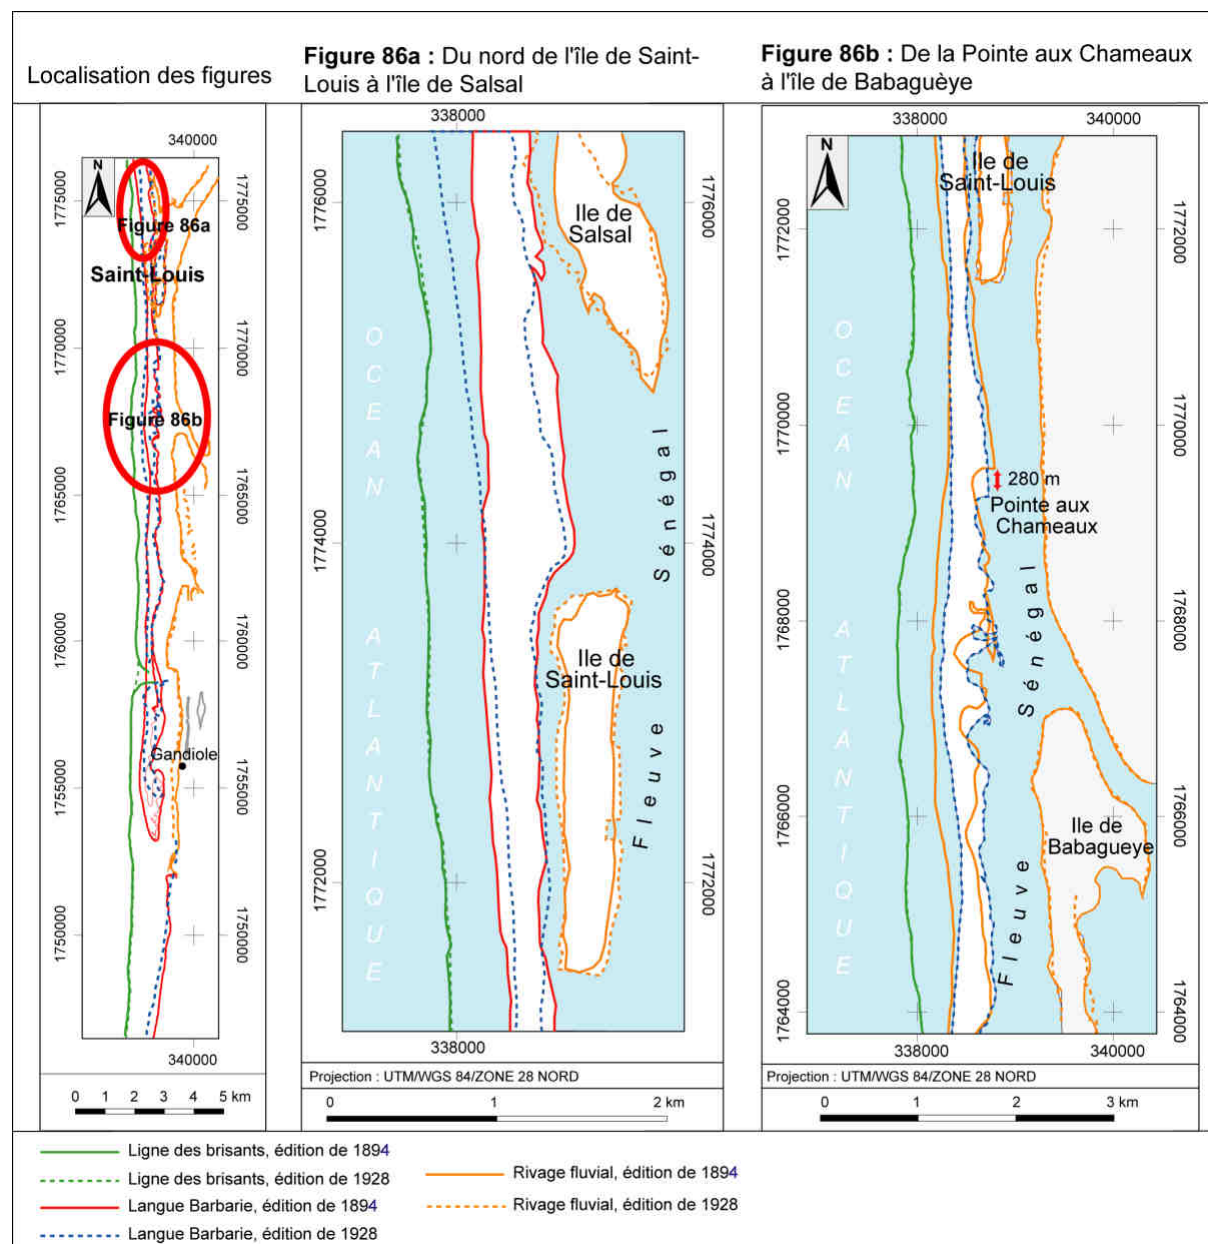 Localisation des figures
Figure 86a : Du nord de l'île de Saint-
Louis à l'île de Salsal
Figure 86b : De la Pointe aux Chameaux
à l'île de Babaguèye
340000
N
1775000
1770000
1765000
1760000
1755000
1750000
Figure 86a
Saint-Louis
Figure 86b
Gandiole
1775000
1770000
1765000
1760000
1755000
1750000
340000
0 1 2 3 4 5 km
338000
1776000
1774000
1772000
OCEAN ATLANTIQUE
Ile de
Salsal
Ile de
Saint-Louis
Fleuve Sénégal
1776000
1774000
1772000
338000
Projection : UTM/WGS 84/ZONE 28 NORD
0 1 2 km
338000 340000
N
1772000
1770000
1768000
1766000
1764000
OCEAN ATLANTIQUE
Ile de
Saint-Louis
280 m
Pointe aux
Chameaux
Fleuve Sénégal
Ile de
Babagueye
1772000
1770000
1768000
1766000
1764000
338000 340000
Projection : UTM/WGS 84/ZONE 28 NORD
0 1 2 3 km
Ligne des brisants, édition de 1894
Ligne des brisants, édition de 1928
Langue Barbarie, édition de 1894
Langue Barbarie, édition de 1928
Rivage fluvial, édition de 1894
Rivage fluvial, édition de 1928